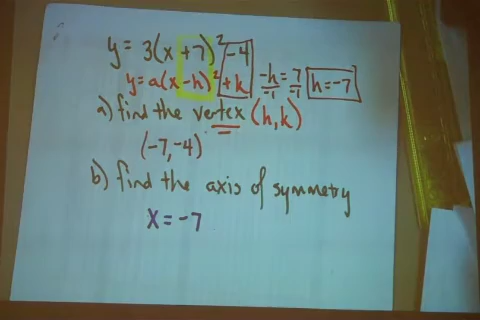 y = 3(x + 7)² - 4
y = a(x - h)² + k  -h/-1 = 7/-1  h = -7
a) find the vertex (h, k)
(-7, -4)
b) find the axis of symmetry
x = -7